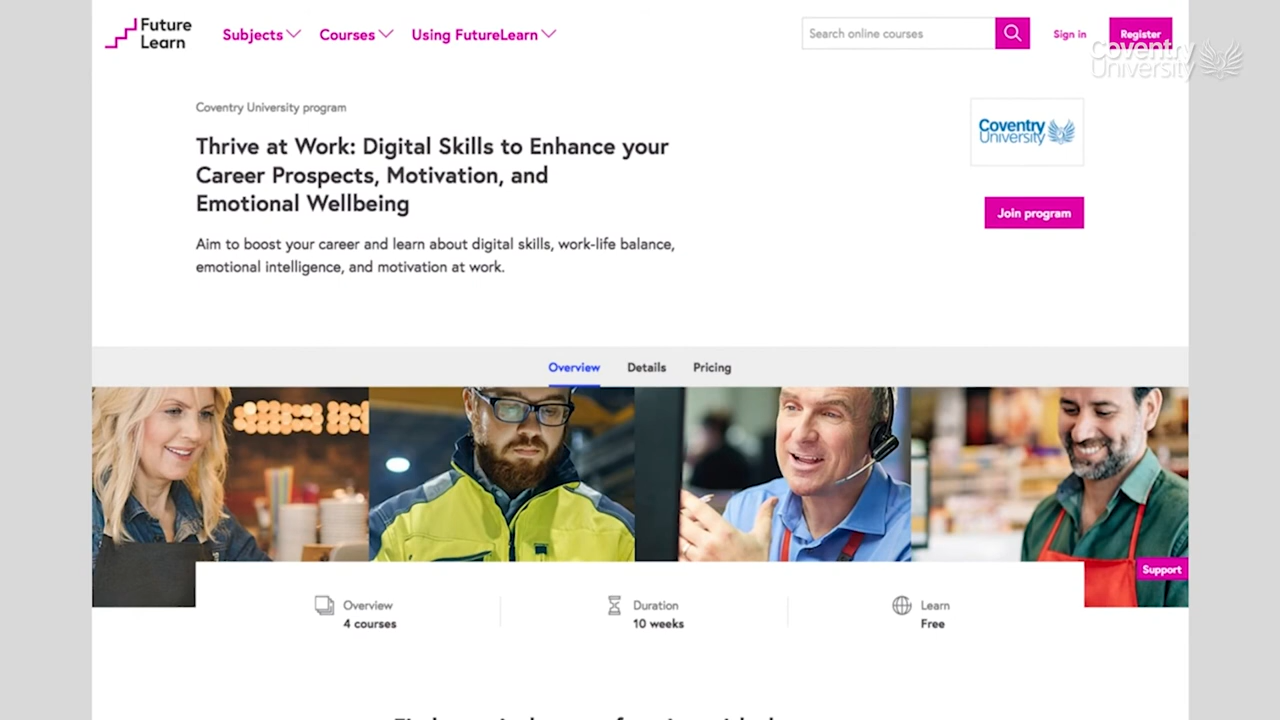 Future
Learn
Subjects
Courses
Using FutureLearn
Search online courses
Sign in
Register
Coventry
University
Coventry University program
Thrive at Work: Digital Skills to Enhance your
Career Prospects, Motivation, and
Emotional Wellbeing
Aim to boost your career and learn about digital skills, work-life balance,
emotional intelligence, and motivation at work.
Coventry
University
Join program
Overview
Details
Pricing
Support
Overview
4 courses
Duration
10 weeks
Learn
Free